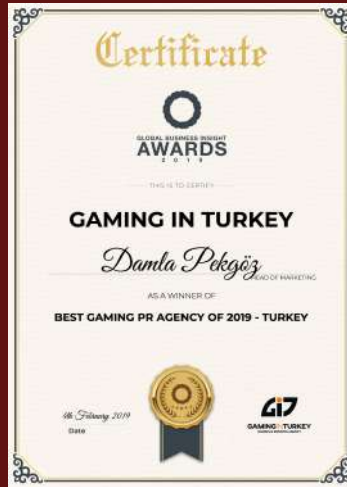 Certificate
GLOBAL BUSINESS INSIGHT
AWARDS
2019
THIS IS TO CERTIFY
GAMING IN TURKEY
Damla Pekgöz
HEAD OF MARKETING
AS A WINNER OF
BEST GAMING PR AGENCY OF 2019 - TURKEY
4th February 2019
Date
GAMING IN TURKEY